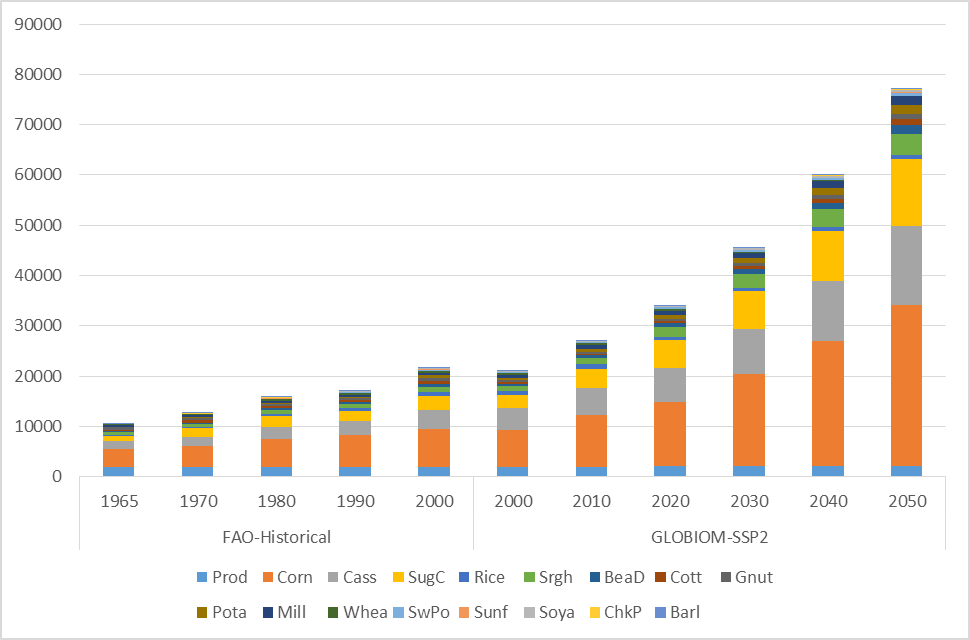 90000
80000
70000
60000
50000
40000
30000
20000
10000
0
1965 1970 1980 1990 2000 2000 2010 2020 2030 2040 2050
FAO-Historical GLOBIOM-SSP2
Prod Corn Cass SugC Rice Srgh BeaD Cott Gnut
Pota Mill Whea SwPo Sunf Soya ChkP Barl